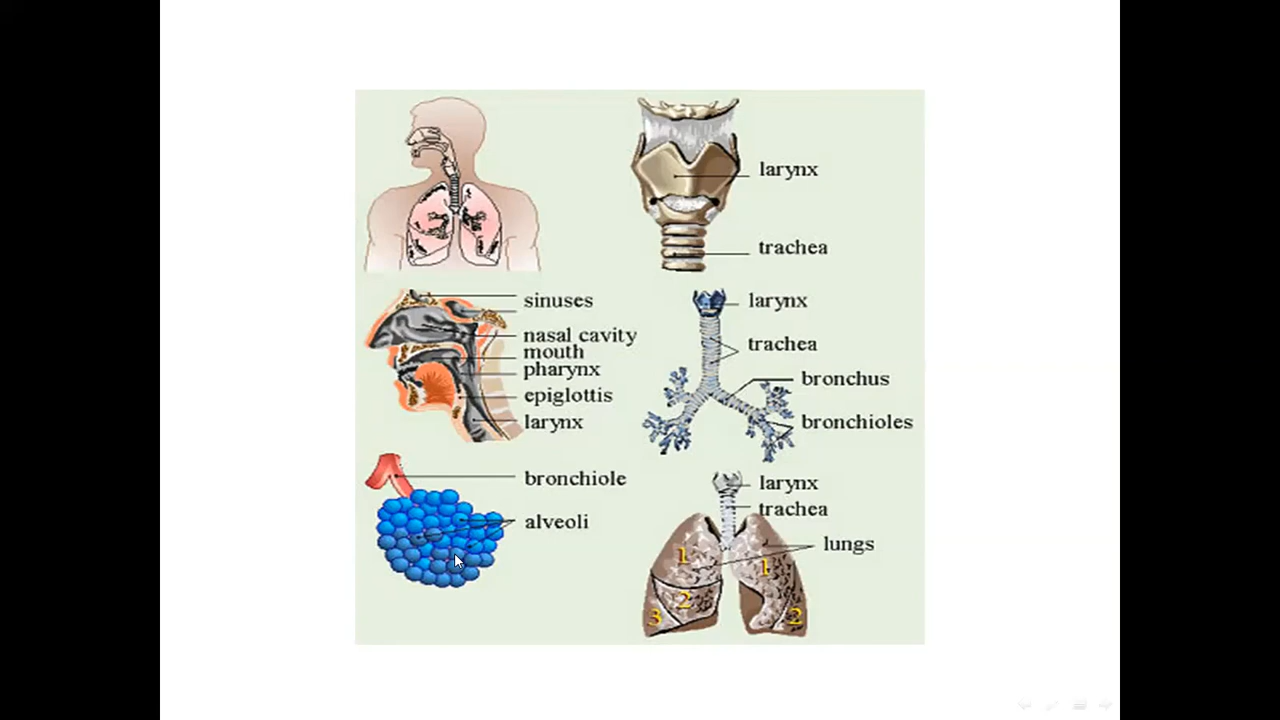 larynx
trachea
sinuses
nasal cavity
mouth
pharynx
epiglottis
larynx
larynx
trachea
bronchus
bronchioles
bronchiole
alveoli
larynx
trachea
lungs
1
1
2
3
2